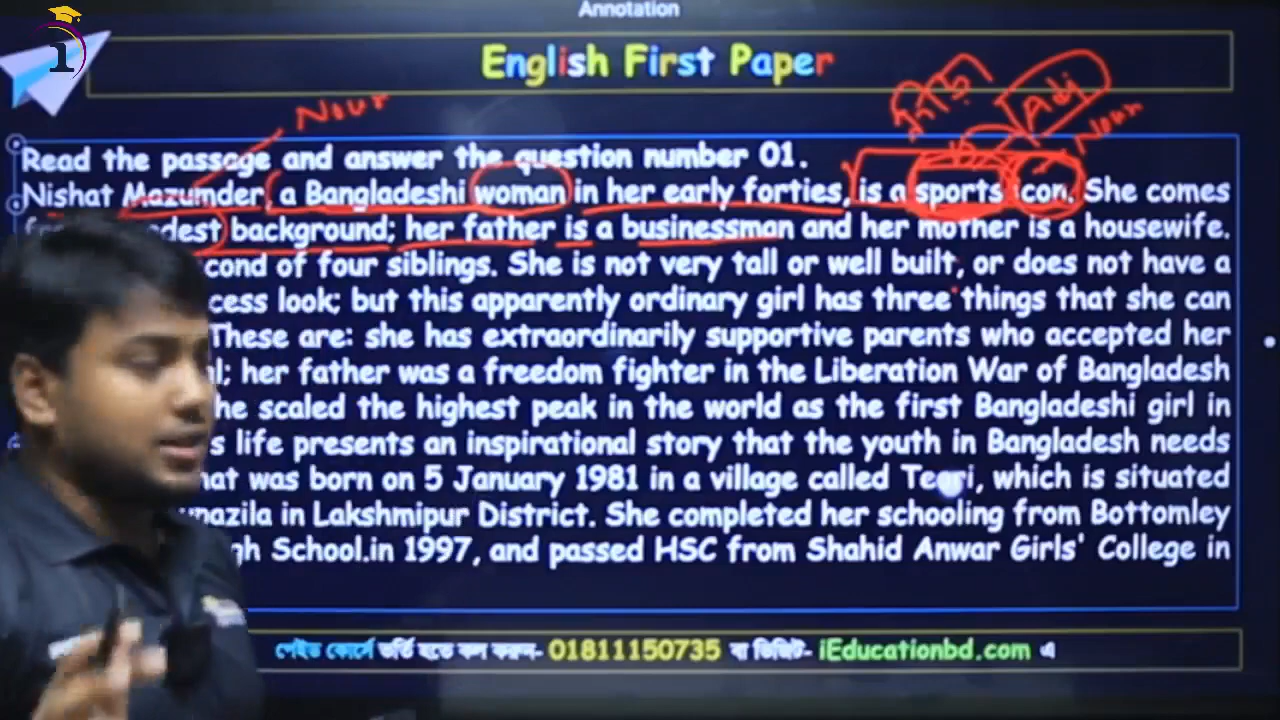 Annotation
English First Paper
Noun
Adj
Noun
Read the passage and answer the question number 01.
Nishat Mazumder, a Bangladeshi woman in her early forties, is a sports icon. She comes
background; her father is a businessman and her mother is a housewife.
of four siblings. She is not very tall or well built, or does not have a
look; but this apparently ordinary girl has three things that she can
These are: she has extraordinarily supportive parents who accepted her
her father was a freedom fighter in the Liberation War of Bangladesh
scaled the highest peak in the world as the first Bangladeshi girl in
life presents an inspirational story that the youth in Bangladesh needs
was born on 5 January 1981 in a village called Teori, which is situated
in Lakshmipur District. She completed her schooling from Bottomley
School.in 1997, and passed HSC from Shahid Anwar Girls' College in
পেইড কোর্সে ভর্তি হতে কল করুন- 01811150735 বা ভিজিট- iEducationbd.com এ